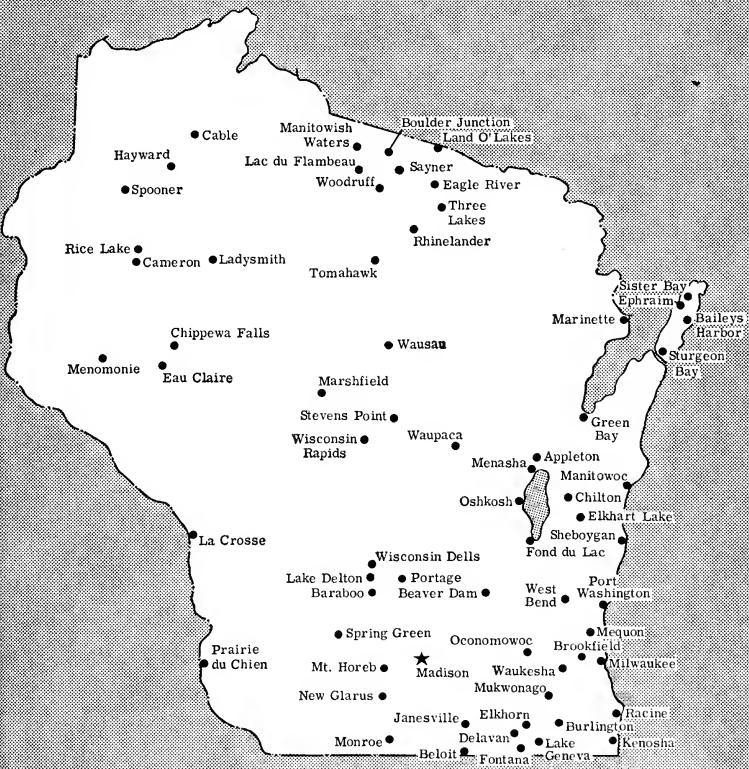 Cable
Manitowish
Waters
Boulder Junction
Land O'Lakes
Hayward
Lac du Flambeau
Sayner
Spooner
Woodruff
Eagle River
Three
Lakes
Rhinelander
Rice Lake
Cameron
Ladysmith
Tomahawk
Sister Bay
Ephraim
Baileys
Harbor
Marinette
Sturgeon
Bay
Chippewa Falls
Wausau
Menomonie
Eau Claire
Marshfield
Stevens Point
Green
Bay
Wisconsin
Rapids
Waupaca
Appleton
Menasha
Manitowoc
Oshkosh
Chilton
Elkhart Lake
La Crosse
Sheboygan
Fond du Lac
Wisconsin Dells
Lake Delton
Portage
Baraboo
Beaver Dam
West
Bend
Port
Washington
Spring Green
Mequon
Oconomowoc
Brookfield
Prairie
du Chien
Mt. Horeb
Madison
Waukesha
Milwaukee
Mukwonago
New Glarus
Janesville
Elkhorn
Racine
Burlington
Monroe
Delavan
Kenosha
Beloit
Fontana
Lake
Geneva